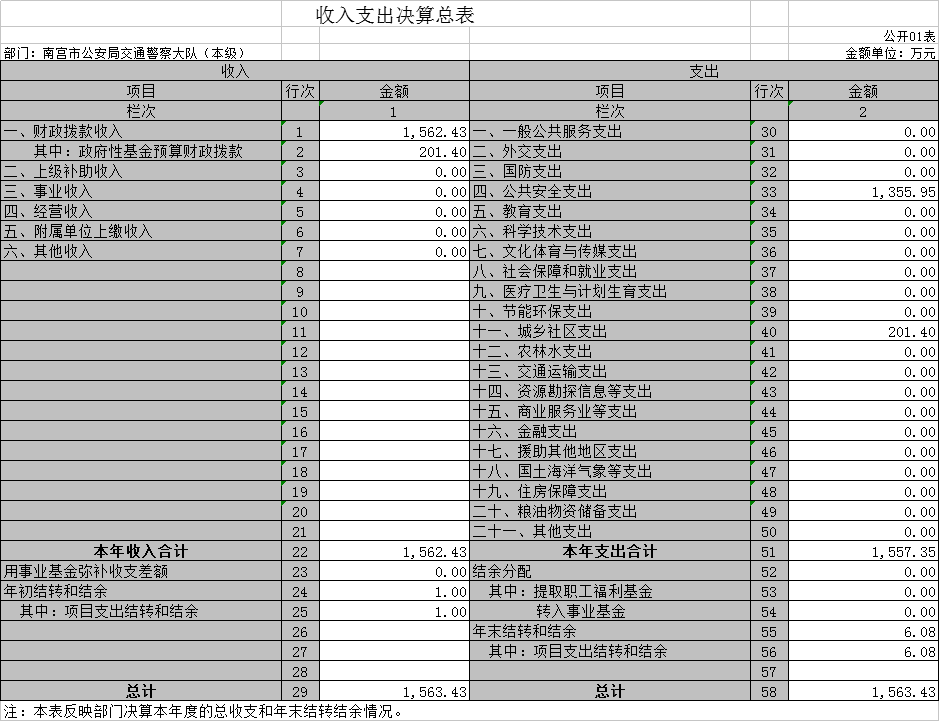 收入支出决算总表
公开01表
部门：南宫市公安局交通警察大队（本级） 金额单位：万元
收入 支出
项目 行次 金额 项目 行次 金额
栏次 1 栏次 2
一、财政拨款收入 1 1,562.43 一、一般公共服务支出 30 0.00
其中：政府性基金预算财政拨款 2 201.40 二、外交支出 31 0.00
二、上级补助收入 3 0.00 三、国防支出 32 0.00
三、事业收入 4 0.00 四、公共安全支出 33 1,355.95
四、经营收入 5 0.00 五、教育支出 34 0.00
五、附属单位上缴收入 6 0.00 六、科学技术支出 35 0.00
六、其他收入 7 0.00 七、文化体育与传媒支出 36 0.00
8 八、社会保障和就业支出 37 0.00
9 九、医疗卫生与计划生育支出 38 0.00
10 十、节能环保支出 39 0.00
11 十一、城乡社区支出 40 201.40
12 十二、农林水支出 41 0.00
13 十三、交通运输支出 42 0.00
14 十四、资源勘探信息等支出 43 0.00
15 十五、商业服务业等支出 44 0.00
16 十六、金融支出 45 0.00
17 十七、援助其他地区支出 46 0.00
18 十八、国土海洋气象等支出 47 0.00
19 十九、住房保障支出 48 0.00
20 二十、粮油物资储备支出 49 0.00
21 二十一、其他支出 50 0.00
本年收入合计 22 1,562.43 本年支出合计 51 1,557.35
用事业基金弥补收支差额 23 0.00 结余分配 52 0.00
年初结转和结余 24 1.00 其中：提取职工福利基金 53 0.00
其中：项目支出结转和结余 25 1.00 转入事业基金 54 0.00
26 年末结转和结余 55 6.08
27 其中：项目支出结转和结余 56 6.08
28 57
总计 29 1,563.43 总计 58 1,563.43
注：本表反映部门决算本年度的总收支和年末结转结余情况。